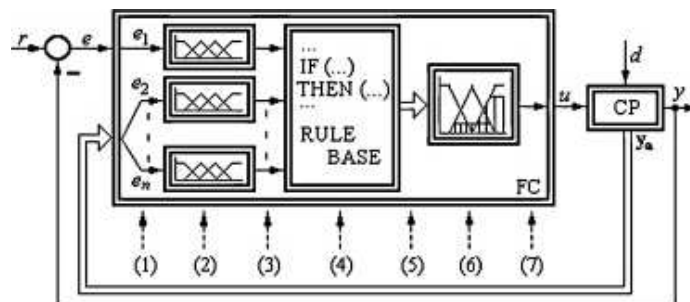 r
e
e1
...
IF (...)
THEN (...)
...
RULE
BASE
e2
en
u
d
CP
y
ya
FC
(1)
(2)
(3)
(4)
(5)
(6)
(7)